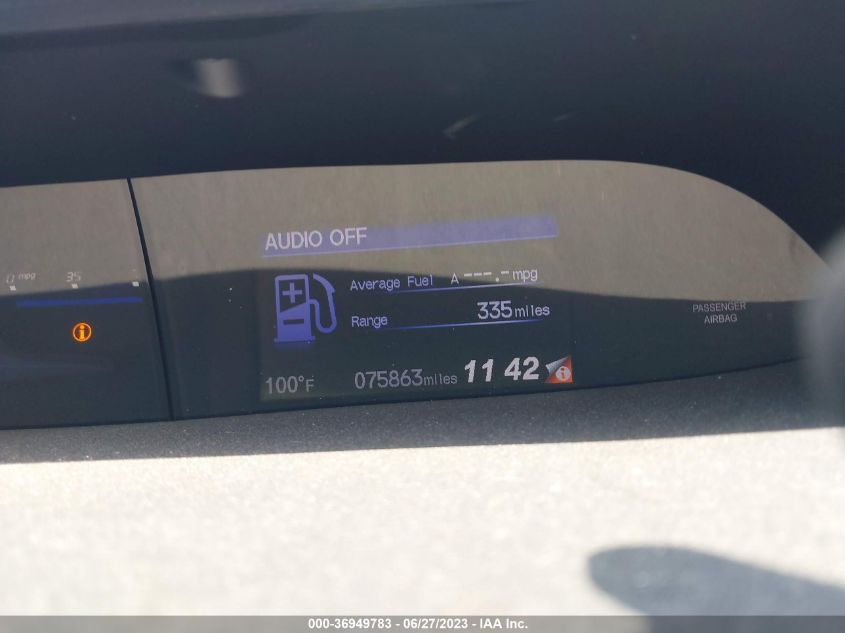 AUDIO OFF
mpg 35
Average Fuel A ---.- mpg
Range 335 miles
100°F 075863 miles 11 42
PASSENGER
AIRBAG
000-36949783 - 06/27/2023 - IAA Inc.